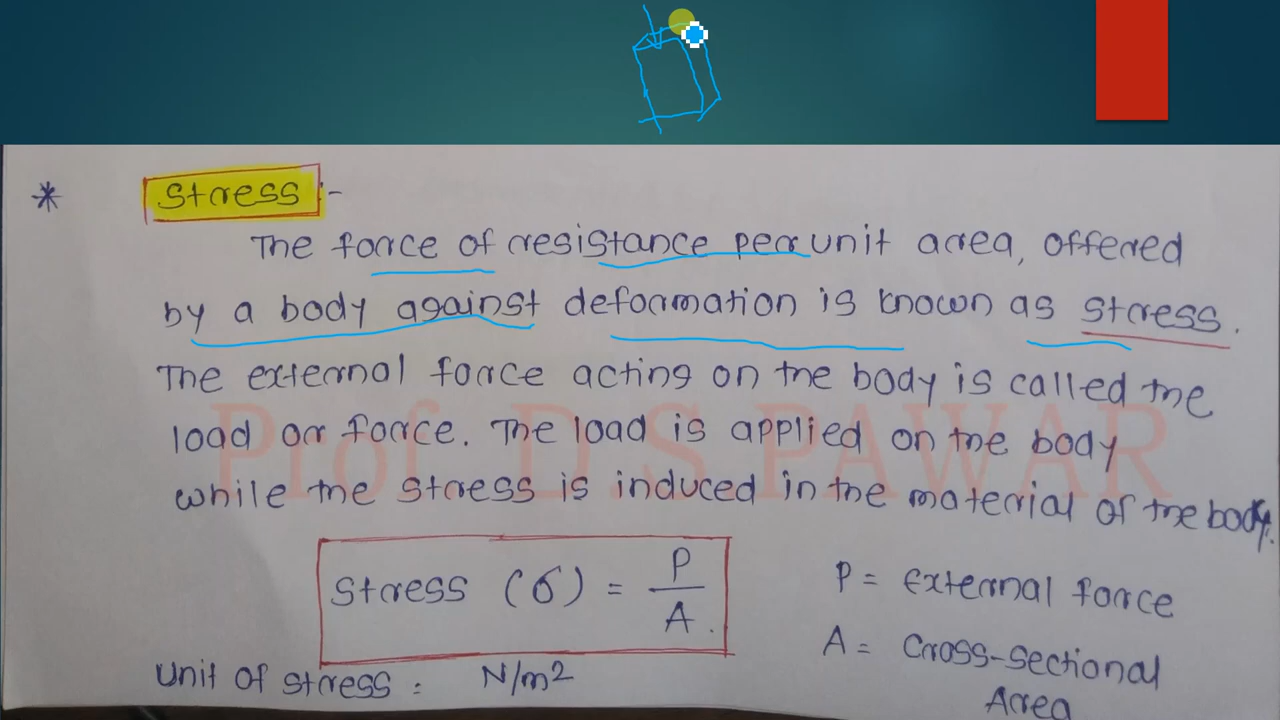 * Stress :-
The force of resistance per unit area, offered
by a body against deformation is known as stress.
The external force acting on the body is called the
load or force. The load is applied on the body
while the stress is induced in the material of the body.
Prof. D S PAWAR
Stress (σ) = P/A.
P = External force
A = Cross-sectional
Area
Unit of stress : N/m²